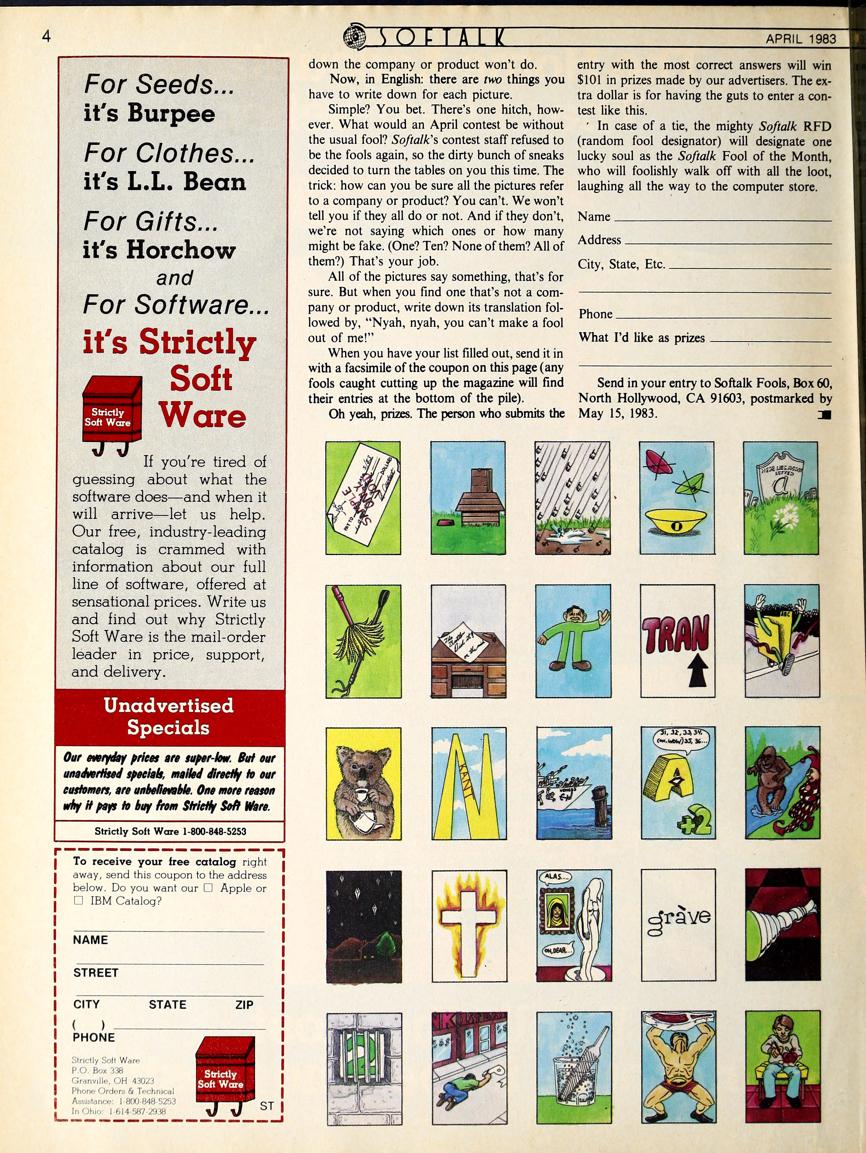 4
SOFTALK
APRIL 1983
For Seeds...
it's Burpee
For Clothes...
it's L.L. Bean
For Gifts...
it's Horchow
and
For Software...
it's Strictly
Soft
Ware
Strictly
Soft Ware
If you're tired of
guessing about what the
software does—and when it
will arrive—let us help.
Our free, industry-leading
catalog is crammed with
information about our full
line of software, offered at
sensational prices. Write us
and find out why Strictly
Soft Ware is the mail-order
leader in price, support,
and delivery.
Unadvertised
Specials
Our everyday prices are super-low. But our
unadvertised specials, mailed directly to our
customers, are unbelievable. One more reason
why it pays to buy from Strictly Soft Ware.
Strictly Soft Ware 1-800-848-5253
To receive your free catalog right
away, send this coupon to the address
below. Do you want our □ Apple or
□ IBM Catalog?
NAME
STREET
CITY STATE ZIP
( )
PHONE
Strictly Soft Ware
P.O. Box 338
Granville, OH 43023
Phone Orders & Technical
Assistance: 1-800-848-5253
In Ohio: 1-614-587-2938
Strictly
Soft Ware
ST
down the company or product won't do.
Now, in English: there are two things you
have to write down for each picture.
Simple? You bet. There's one hitch, how-
ever. What would an April contest be without
the usual fool? Softalk's contest staff refused to
be the fools again, so the dirty bunch of sneaks
decided to turn the tables on you this time. The
trick: how can you be sure all the pictures refer
to a company or product? You can't. We won't
tell you if they all do or not. And if they don't,
we're not saying which ones or how many
might be fake. (One? Ten? None of them? All of
them?) That's your job.
All of the pictures say something, that's for
sure. But when you find one that's not a com-
pany or product, write down its translation fol-
lowed by, “Nyah, nyah, you can't make a fool
out of me!”
When you have your list filled out, send it in
with a facsimile of the coupon on this page (any
fools caught cutting up the magazine will find
their entries at the bottom of the pile).
Oh yeah, prizes. The person who submits the
entry with the most correct answers will win
$101 in prizes made by our advertisers. The ex-
tra dollar is for having the guts to enter a con-
test like this.
In case of a tie, the mighty Softalk RFD
(random fool designator) will designate one
lucky soul as the Softalk Fool of the Month,
who will foolishly walk off with all the loot,
laughing all the way to the computer store.
Name
Address
City, State, Etc.
Phone
What I'd like as prizes
Send in your entry to Softalk Fools, Box 60,
North Hollywood, CA 91603, postmarked by
May 15, 1983.
SAMPLE
ONLY
TRAN
KANT
31, 32, 33, 34,
35, 36...
A
+2
ALAS...
OH, DEAR...
gràve